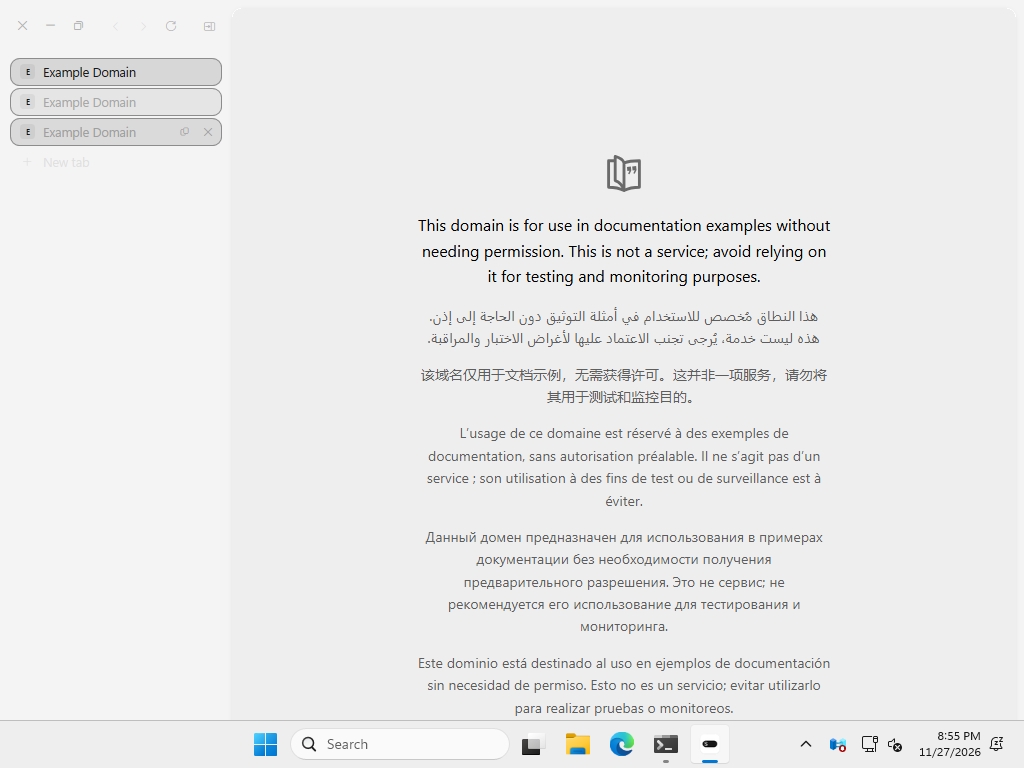 E Example Domain
E Example Domain
E Example Domain
+ New tab
This domain is for use in documentation examples without
needing permission. This is not a service; avoid relying on
it for testing and monitoring purposes.
هذا النطاق مُخصص للاستخدام في أمثلة التوثيق دون الحاجة إلى إذن.
هذه ليست خدمة، يُرجى تجنب الاعتماد عليها لأغراض الاختبار والمراقبة.
该域名仅用于文档示例，无需获得许可。这并非一项服务，请勿将
其用于测试和监控目的。
L’usage de ce domaine est réservé à des exemples de
documentation, sans autorisation préalable. Il ne s’agit pas d’un
service ; son utilisation à des fins de test ou de surveillance est à
éviter.
Данный домен предназначен для использования в примерах
документации без необходимости получения
предварительного разрешения. Это не сервис; не
рекомендуется его использование для тестирования и
мониторинга.
Este dominio está destinado al uso en ejemplos de documentación
sin necesidad de permiso. Esto no es un servicio; evitar utilizarlo
para realizar pruebas o monitoreos.
Search
8:55 PM
11/27/2026